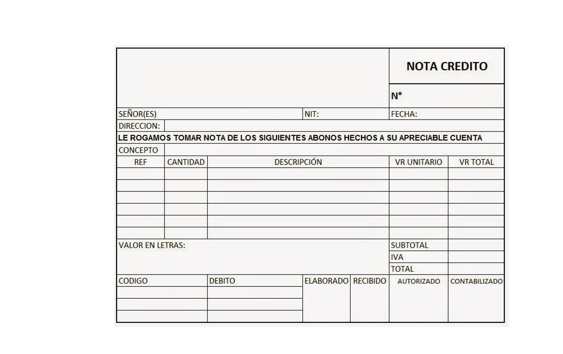 NOTA CREDITO
N°
SEÑOR(ES) NIT: FECHA:
DIRECCION:
LE ROGAMOS TOMAR NOTA DE LOS SIGUIENTES ABONOS HECHOS A SU APRECIABLE CUENTA
CONCEPTO
REF CANTIDAD DESCRIPCIÓN VR UNITARIO VR TOTAL
VALOR EN LETRAS: SUBTOTAL
IVA
TOTAL
CODIGO DEBITO ELABORADO RECIBIDO AUTORIZADO CONTABILIZADO